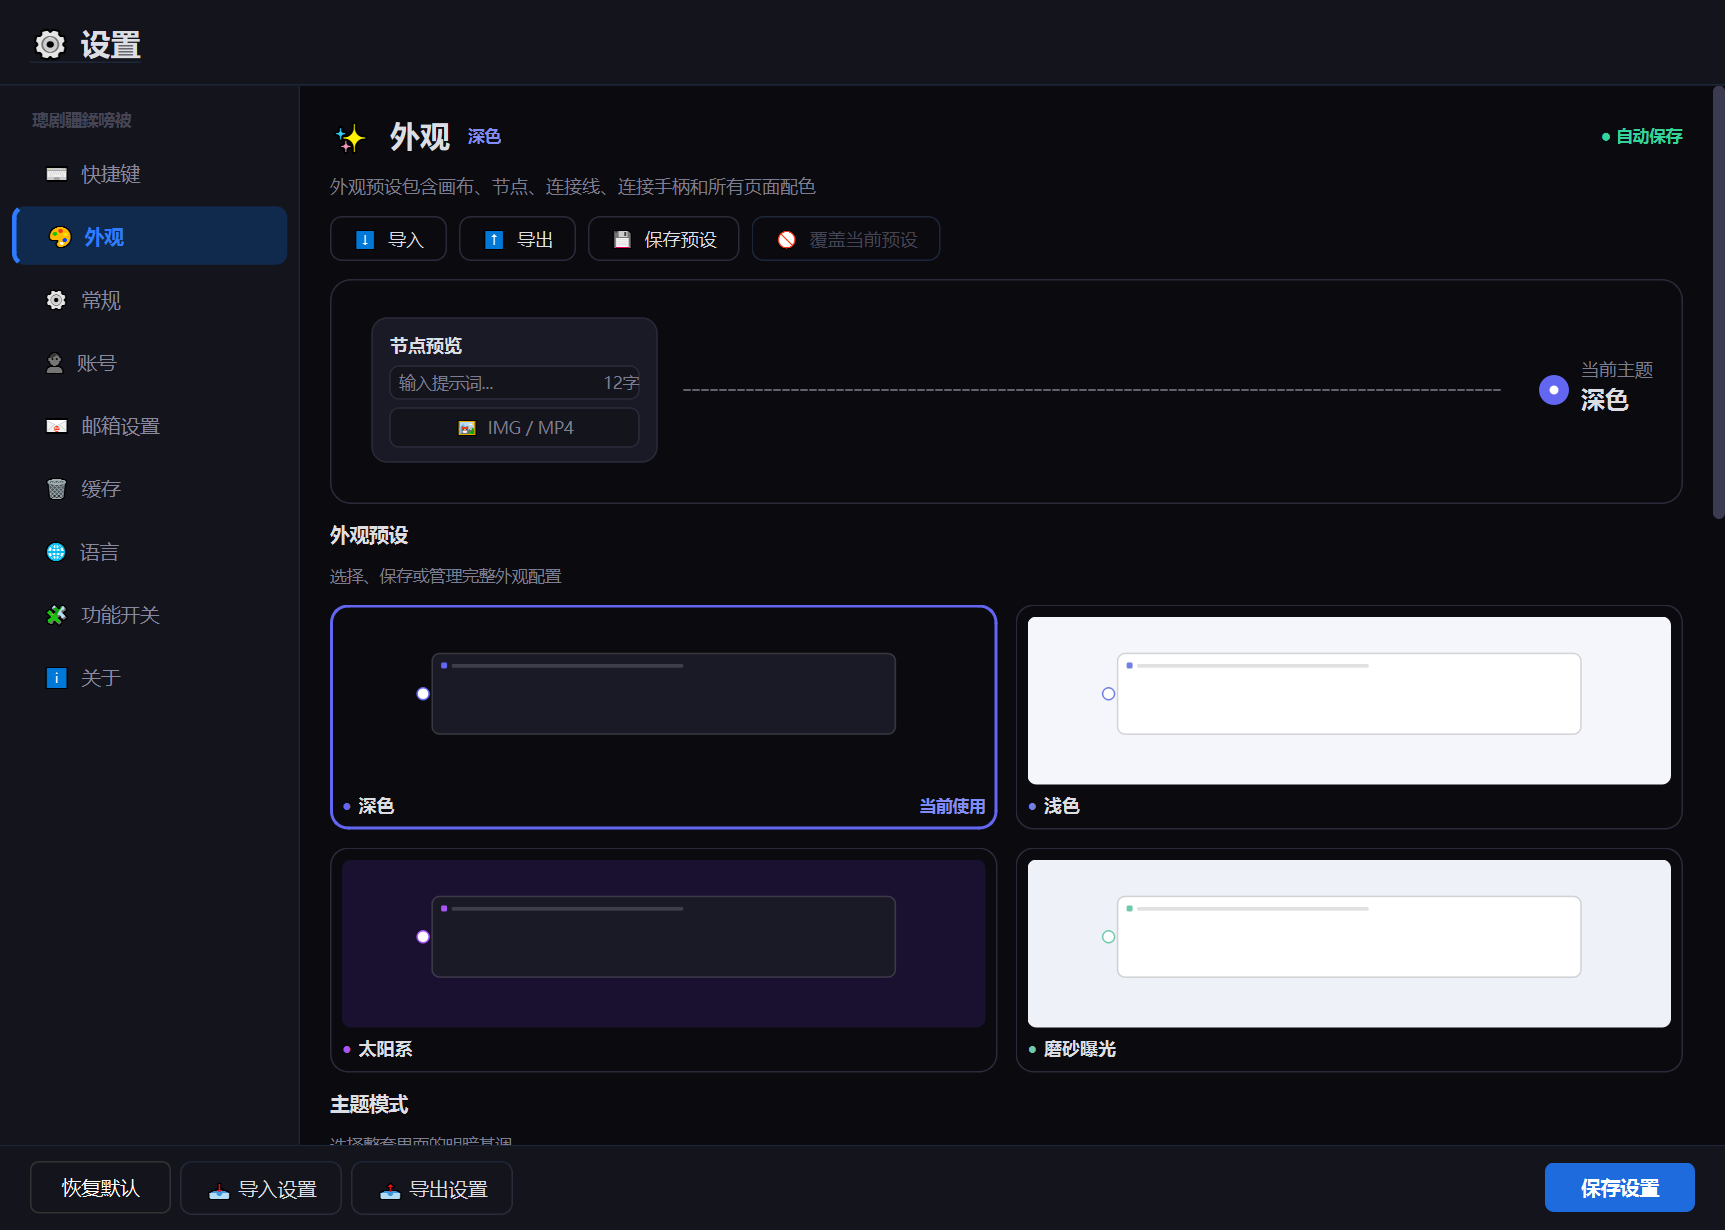 设置
快捷键
外观
常规
账号
邮箱设置
缓存
语言
功能开关
关于
外观 深色
自动保存
外观预设包含画布、节点、连接线、连接手柄和所有页面配色
导入
导出
保存预设
覆盖当前预设
节点预览
输入提示词... 12字
IMG / MP4
当前主题
深色
外观预设
选择、保存或管理完整外观配置
深色 当前使用
浅色
太阳系
磨砂曝光
主题模式
恢复默认
导入设置
导出设置
保存设置